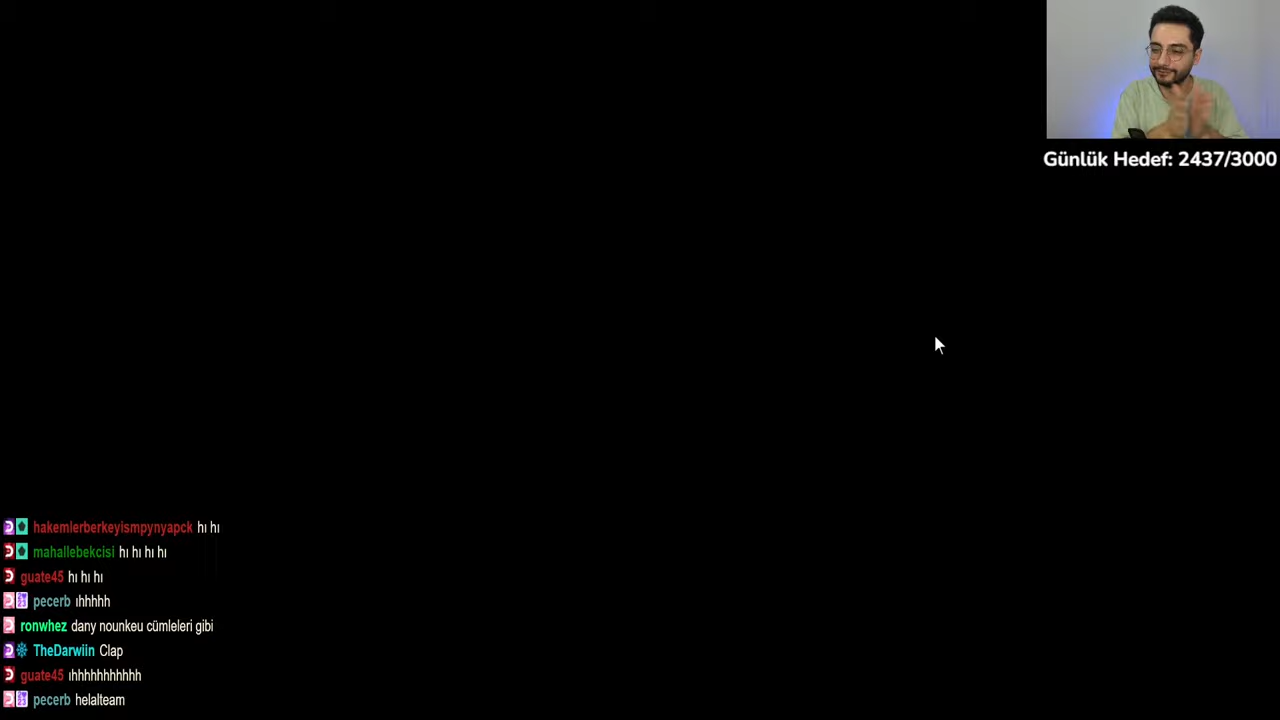 Günlük Hedef: 2437/3000
hakemlerberkeyismpynyapck hı hı
mahallebekcisi hı hı hı hı
guate45 hı hı hı
pecerb ıhhhhh
ronwhez dany nounkeu cümleleri gibi
TheDarwiin Clap
guate45 ıhhhhhhhhhhh
pecerb helalteam